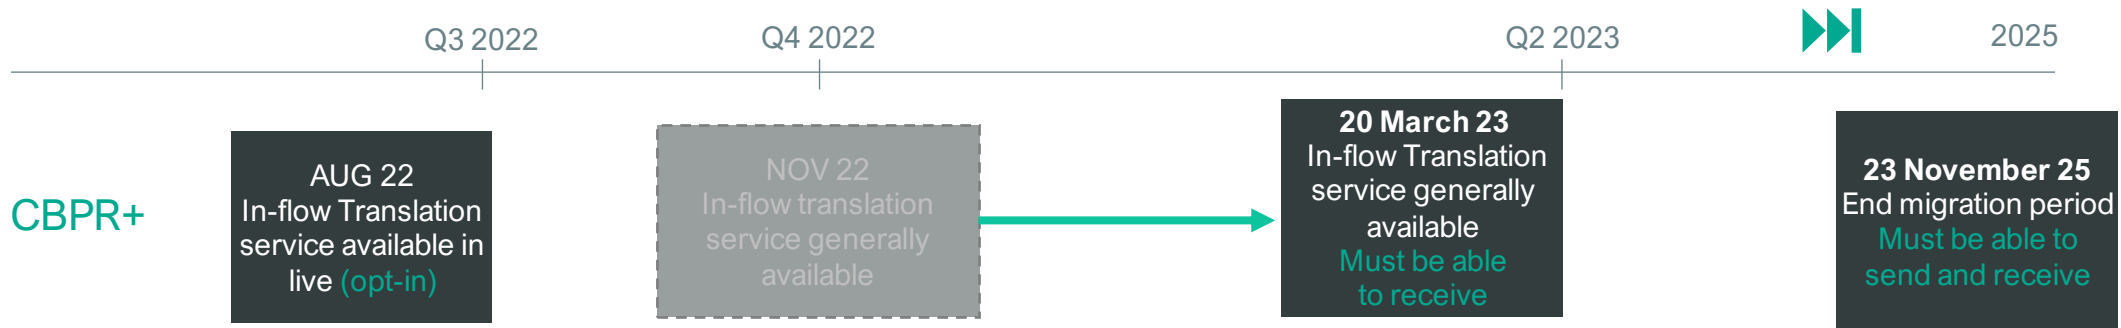 Q3 2022
Q4 2022
Q2 2023
2025
CBPR+
AUG 22
In-flow Translation
service available in
live (opt-in)
NOV 22
In-flow translation
service generally
available
20 March 23
In-flow Translation
service generally
available
Must be able
to receive
23 November 25
End migration period
Must be able to
send and receive